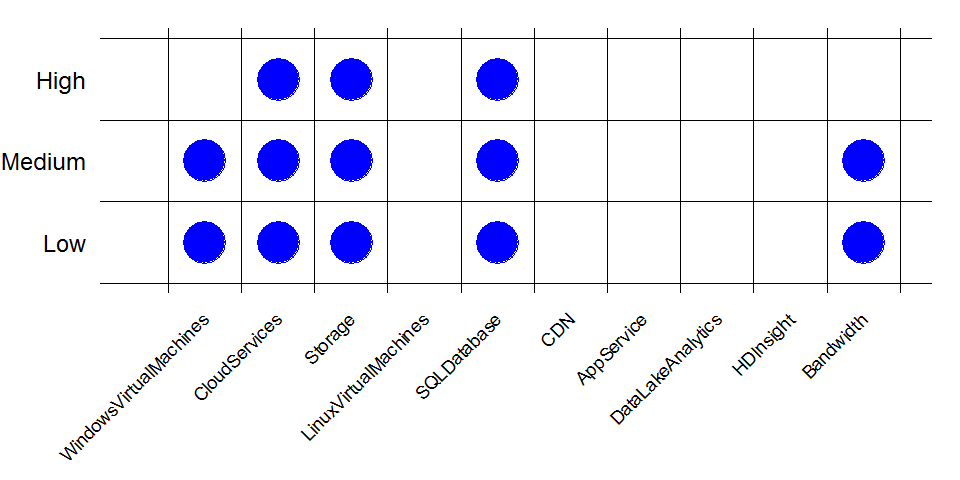 High
Medium
Low
WindowsVirtualMachines
CloudServices
Storage
LinuxVirtualMachines
SQLDatabase
CDN
AppService
DataLakeAnalytics
HDInsight
Bandwidth